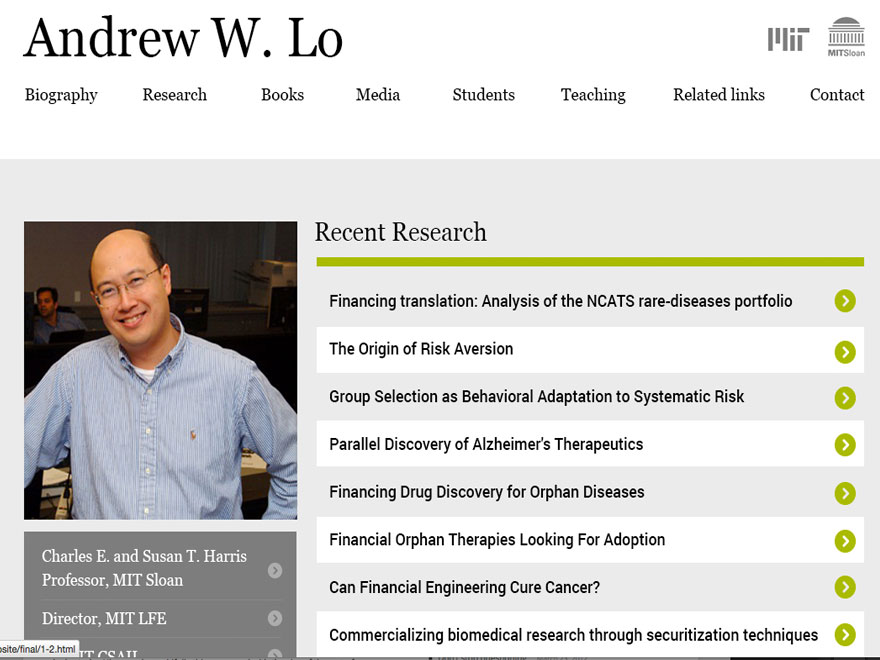 Andrew W. Lo
MIT
MITSloan
Biography Research Books Media Students Teaching Related links Contact
Recent Research
Financing translation: Analysis of the NCATS rare-diseases portfolio
The Origin of Risk Aversion
Group Selection as Behavioral Adaptation to Systematic Risk
Parallel Discovery of Alzheimer's Therapeutics
Financing Drug Discovery for Orphan Diseases
Financial Orphan Therapies Looking For Adoption
Can Financial Engineering Cure Cancer?
Commercializing biomedical research through securitization techniques
Charles E. and Susan T. Harris
Professor, MIT Sloan
Director, MIT LFE
MIT CSAIL
osite/final/1-2.html